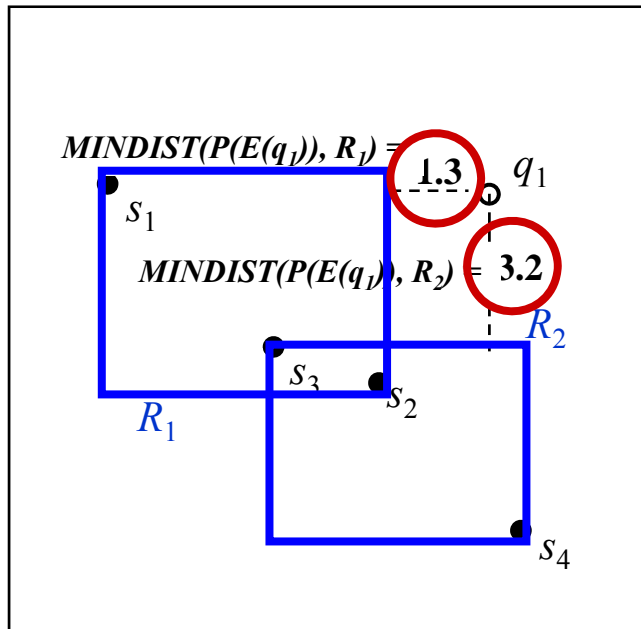 MINDIST(P(E(q₁)), R₁) = 1.3
q₁
s₁
MINDIST(P(E(q₁)), R₂) = 3.2
R₂
s₃
s₂
R₁
s₄